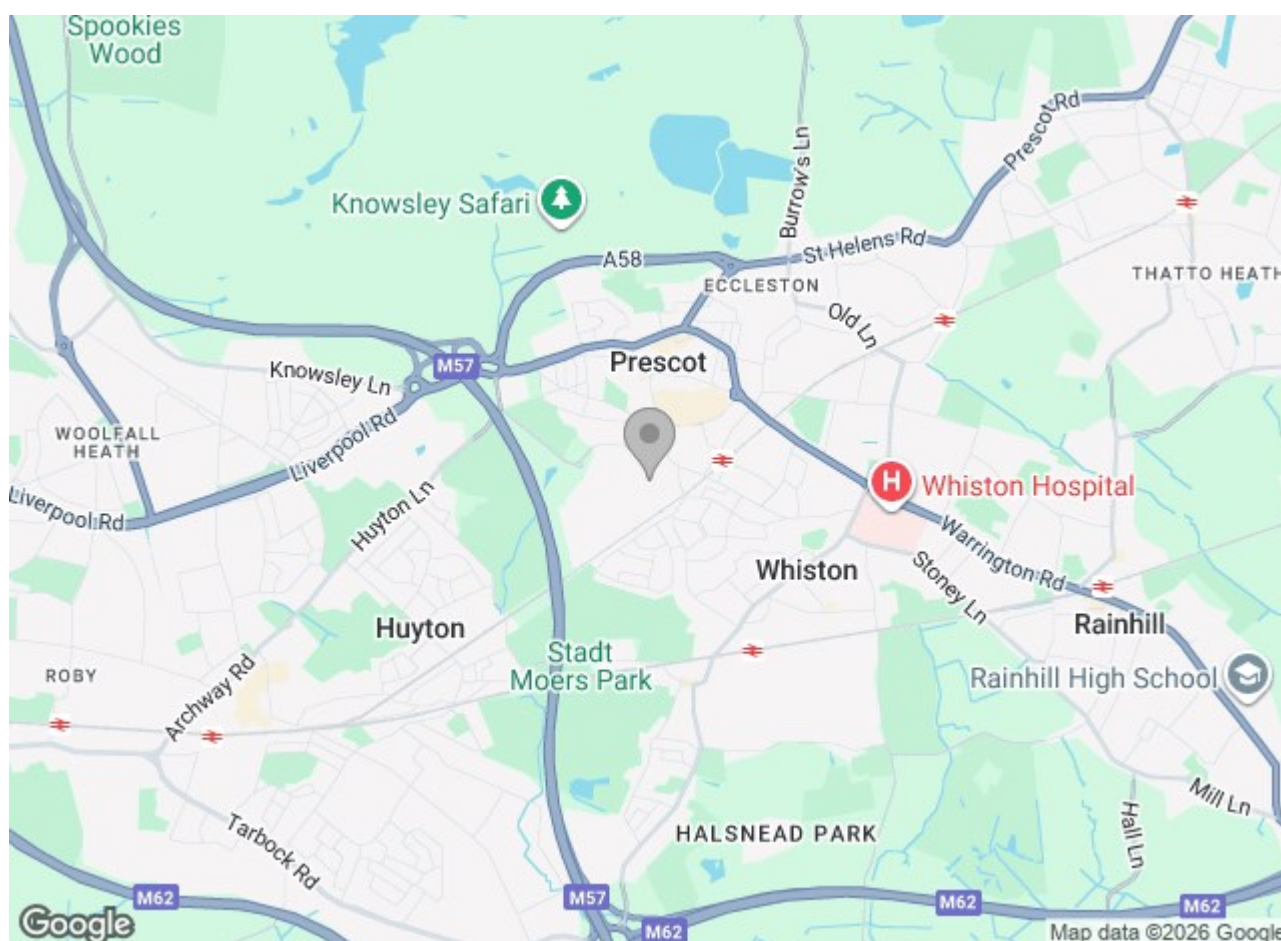 Spookies
Wood
Prescot Rd
Burrow's Ln
Knowsley Safari
St Helens Rd
A58
ECCLESTON
THATTO HEATH
Old Ln
Prescot
M57
Knowsley Ln
WOOLFALL
HEATH
Liverpool Rd
Liverpool Rd
Huyton Ln
H
Whiston Hospital
Warrington Rd
Whiston
Stoney Ln
Huyton
Rainhill
Stadt
Moers Park
ROBY
Archway Rd
Rainhill High School
Mill Ln
Hall Ln
Tarbock Rd
HALSNEAD PARK
M62
M57
M62
M62
M62
Google
Map data ©2026 Google